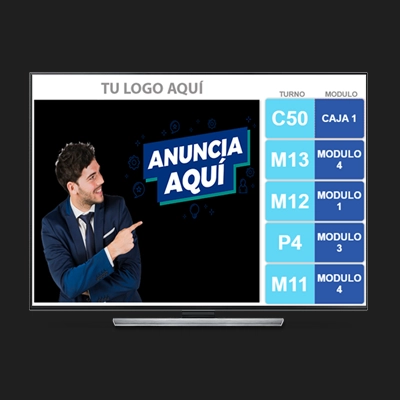 TU LOGO AQUÍ
TURNO MODULO
ANUNCIA
AQUÍ
C50 CAJA 1
M13 MODULO
4
M12 MODULO
1
P4 MODULO
3
M11 MODULO
4